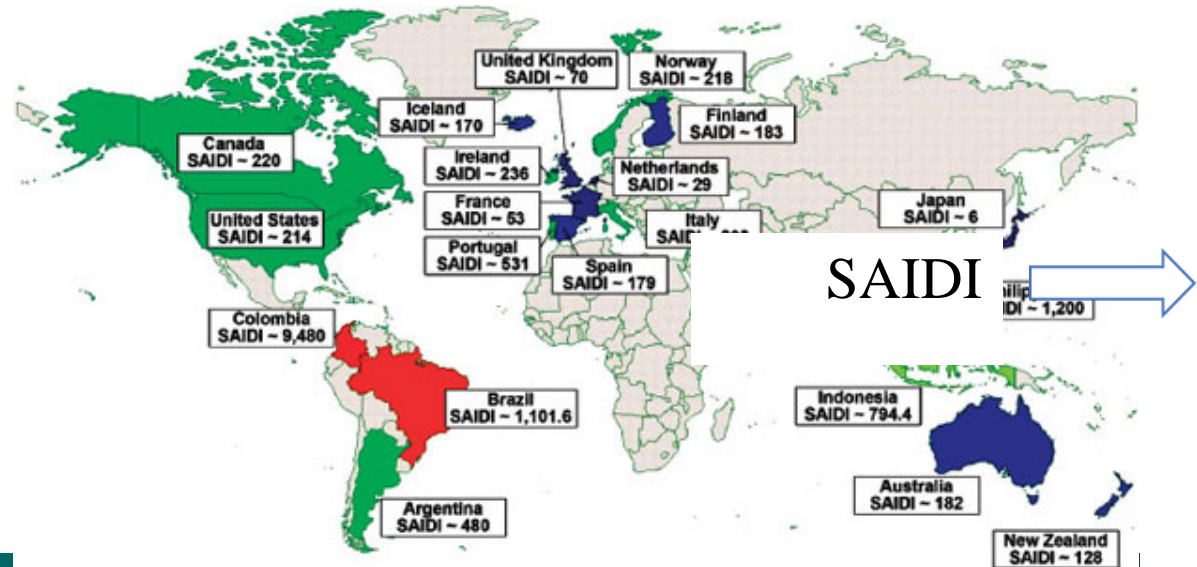 United Kingdom
SAIDI ~ 70
Norway
SAIDI ~ 218
Iceland
SAIDI ~ 170
Finland
SAIDI ~ 183
Canada
SAIDI ~ 220
Ireland
SAIDI ~ 236
Netherlands
SAIDI ~ 29
France
SAIDI ~ 53
Japan
SAIDI ~ 6
United States
SAIDI ~ 214
Italy
Portugal
SAIDI ~ 531
Spain
SAIDI ~ 179
SAIDI
~ 1,200
Colombia
SAIDI ~ 9,480
Brazil
SAIDI ~ 1,101.6
Indonesia
SAIDI ~ 794.4
Australia
SAIDI ~ 182
Argentina
SAIDI ~ 480
New Zealand
SAIDI ~ 128